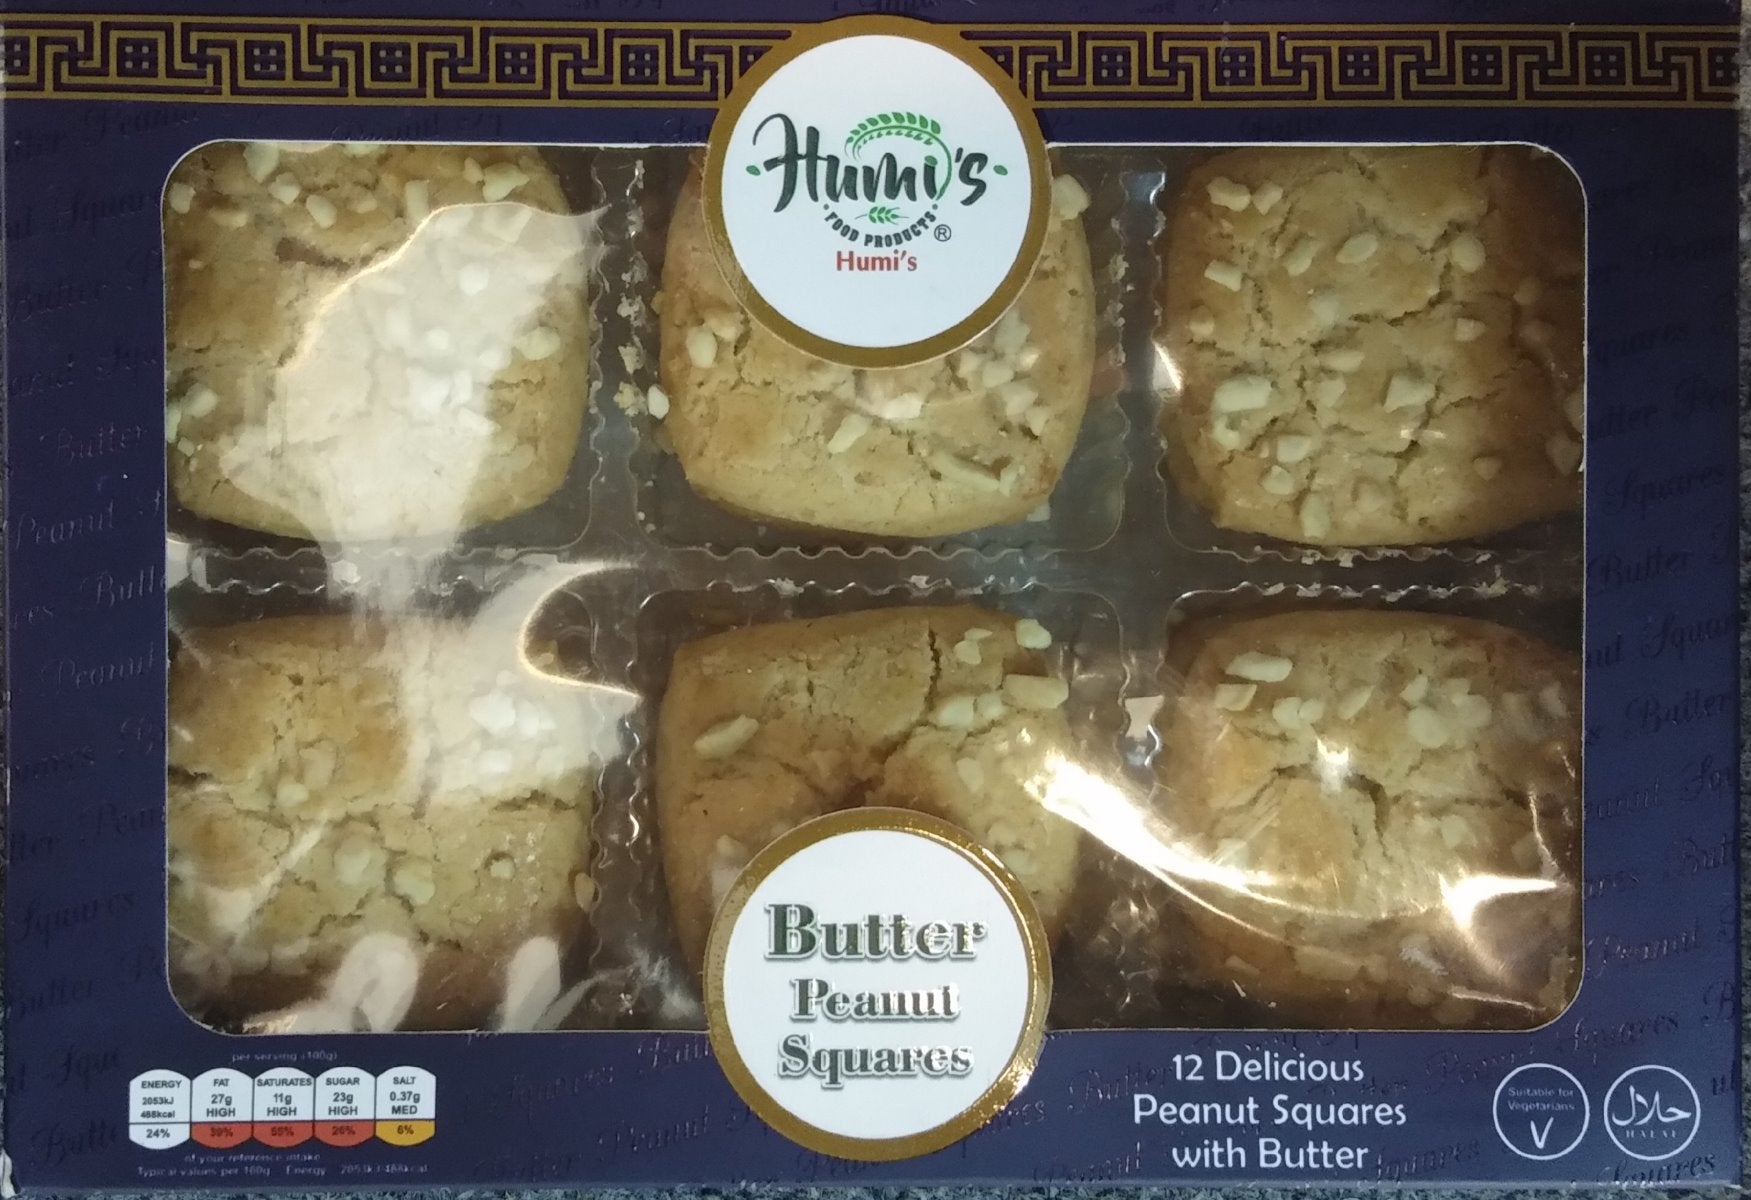 Humi's
FOOD PRODUCTS
®
Humi's
Butter
Peanut
Squares
per serving (100g)
ENERGY
2053kJ
488kcal
24%
FAT
27g
HIGH
39%
SATURATES
11g
HIGH
55%
SUGAR
23g
HIGH
26%
SALT
0.37g
MED
6%
of your reference intake
Typical values per 100g Energy 2053kJ 488kcal
12 Delicious
Peanut Squares
with Butter
Suitable for
Vegetarians
V
حلال
HALAL